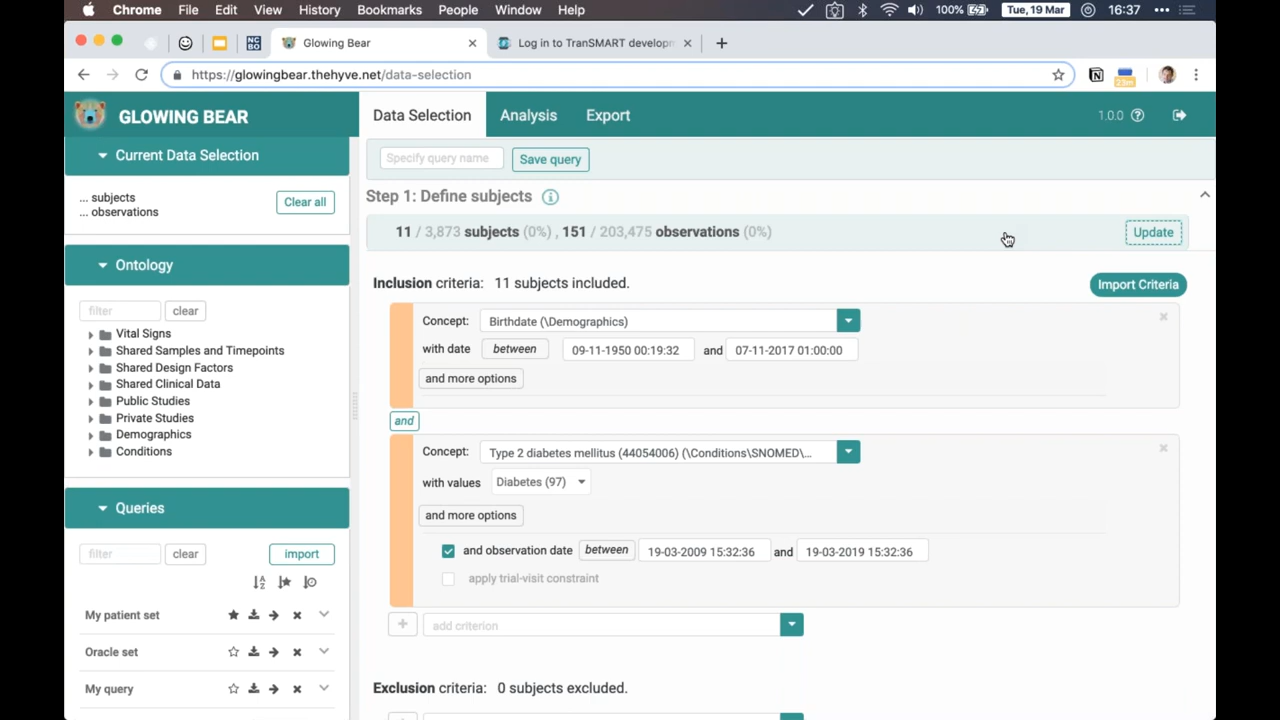 Chrome File Edit View History Bookmarks People Window Help 100% Tue, 19 Mar 16:37
NC BO Glowing Bear Log in to TranSMART developm
https://glowingbear.thehyve.net/data-selection
GLOWING BEAR Data Selection Analysis Export 1.0.0
Current Data Selection
Specify query name Save query
... subjects
... observations
Clear all
Step 1: Define subjects
11 / 3,873 subjects (0%) , 151 / 203,475 observations (0%) Update
Ontology
Inclusion criteria: 11 subjects included. Import Criteria
filter clear
Vital Signs
Shared Samples and Timepoints
Shared Design Factors
Shared Clinical Data
Public Studies
Private Studies
Demographics
Conditions
Concept: Birthdate (\Demographics)
with date between 09-11-1950 00:19:32 and 07-11-2017 01:00:00
and more options
and
Concept: Type 2 diabetes mellitus (44054006) (\Conditions\SNOMED\...
with values Diabetes (97)
and more options
and observation date between 19-03-2009 15:32:36 and 19-03-2019 15:32:36
apply trial-visit constraint
add criterion
Queries
filter clear import
My patient set
Oracle set
My query
Exclusion criteria: 0 subjects excluded.